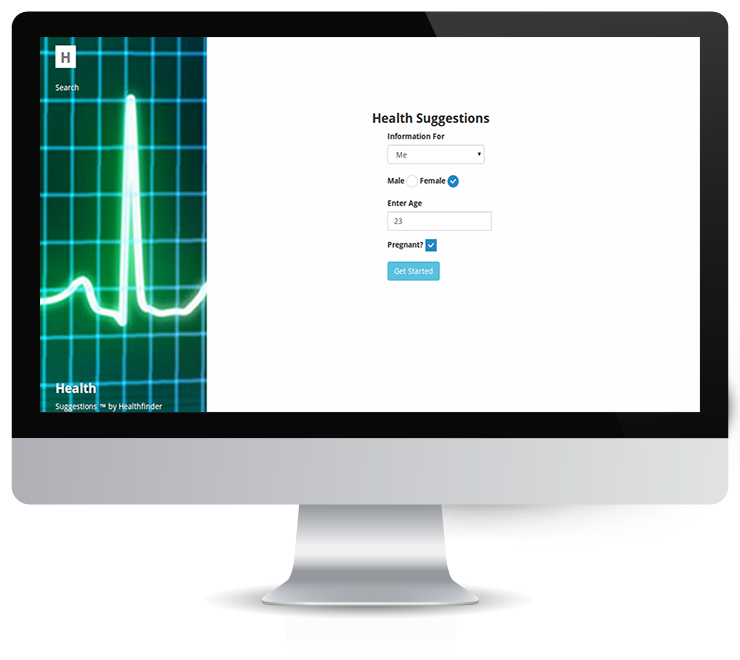 H
Search
Health
Suggestions ™ by Healthfinder
Health Suggestions
Information For
Me
Male Female
Enter Age
23
Pregnant?
Get Started